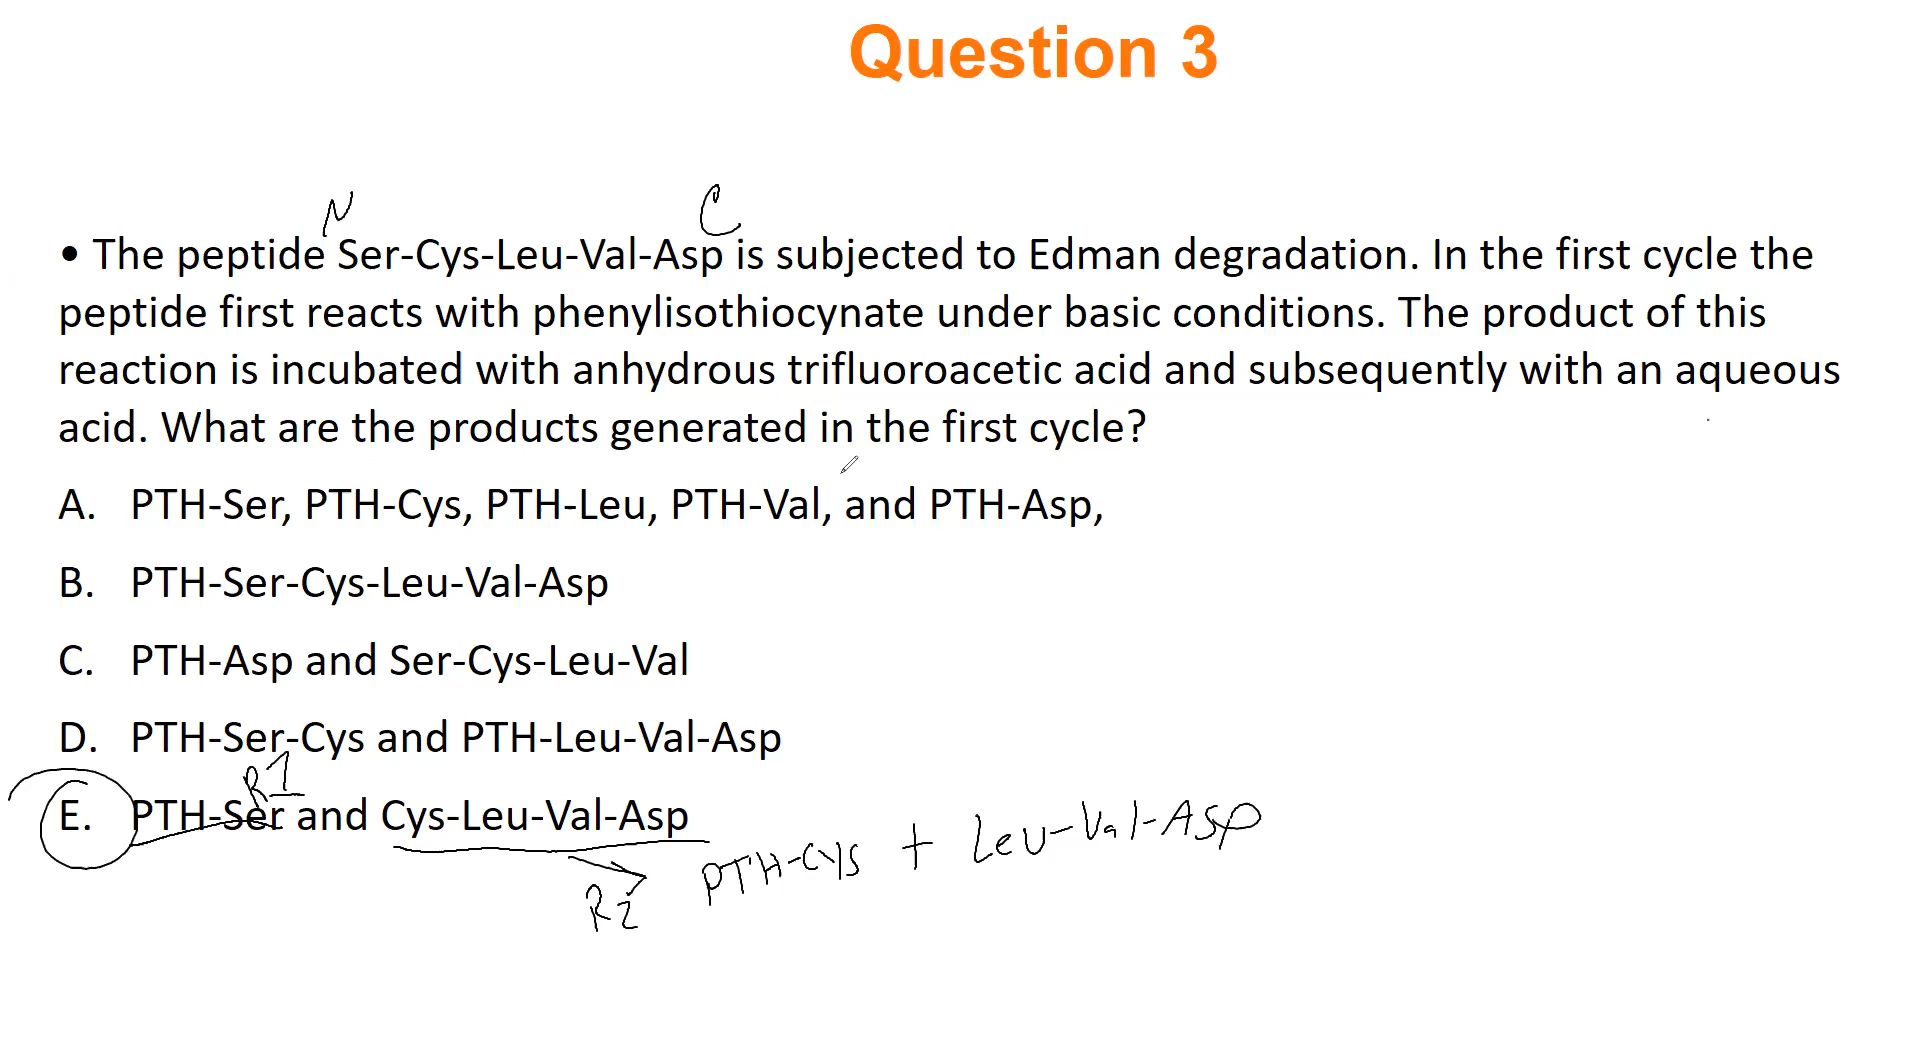 Question 3
N C
• The peptide Ser-Cys-Leu-Val-Asp is subjected to Edman degradation. In the first cycle the
peptide first reacts with phenylisothiocynate under basic conditions. The product of this
reaction is incubated with anhydrous trifluoroacetic acid and subsequently with an aqueous
acid. What are the products generated in the first cycle?
A. PTH-Ser, PTH-Cys, PTH-Leu, PTH-Val, and PTH-Asp,
B. PTH-Ser-Cys-Leu-Val-Asp
C. PTH-Asp and Ser-Cys-Leu-Val
D. PTH-Ser-Cys and PTH-Leu-Val-Asp
R1
E. PTH-Ser and Cys-Leu-Val-Asp
R2 PTH-Cys + Leu-Val-Asp